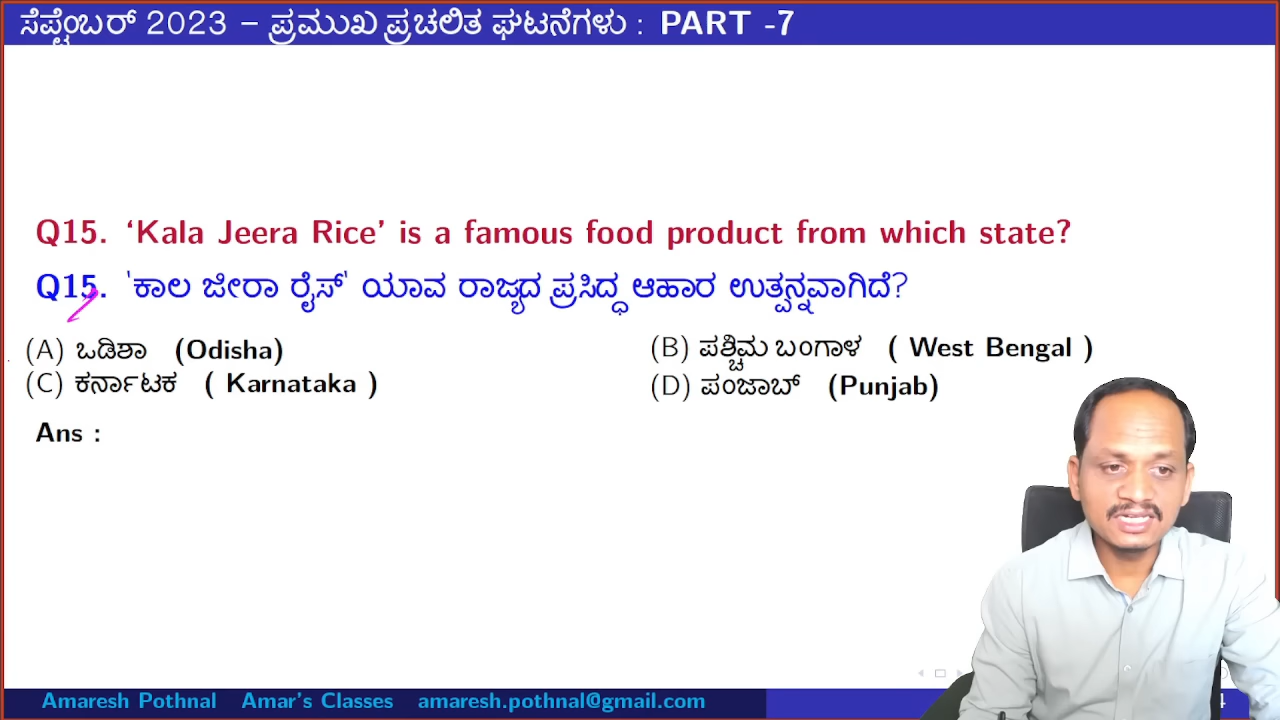 ಸೆಪ್ಟೆಂಬರ್ 2023 – ಪ್ರಮುಖ ಪ್ರಚಲಿತ ಘಟನೆಗಳು : PART -7
Q15. ‘Kala Jeera Rice’ is a famous food product from which state?
Q15. 'ಕಾಲ ಜೀರಾ ರೈಸ್' ಯಾವ ರಾಜ್ಯದ ಪ್ರಸಿದ್ಧ ಆಹಾರ ಉತ್ಪನ್ನವಾಗಿದೆ?
(A) ಒಡಿಶಾ (Odisha) (B) ಪಶ್ಚಿಮ ಬಂಗಾಳ ( West Bengal )
(C) ಕರ್ನಾಟಕ ( Karnataka ) (D) ಪಂಜಾಬ್ (Punjab)
Ans :
Amaresh Pothnal Amar's Classes amaresh.pothnal@gmail.com